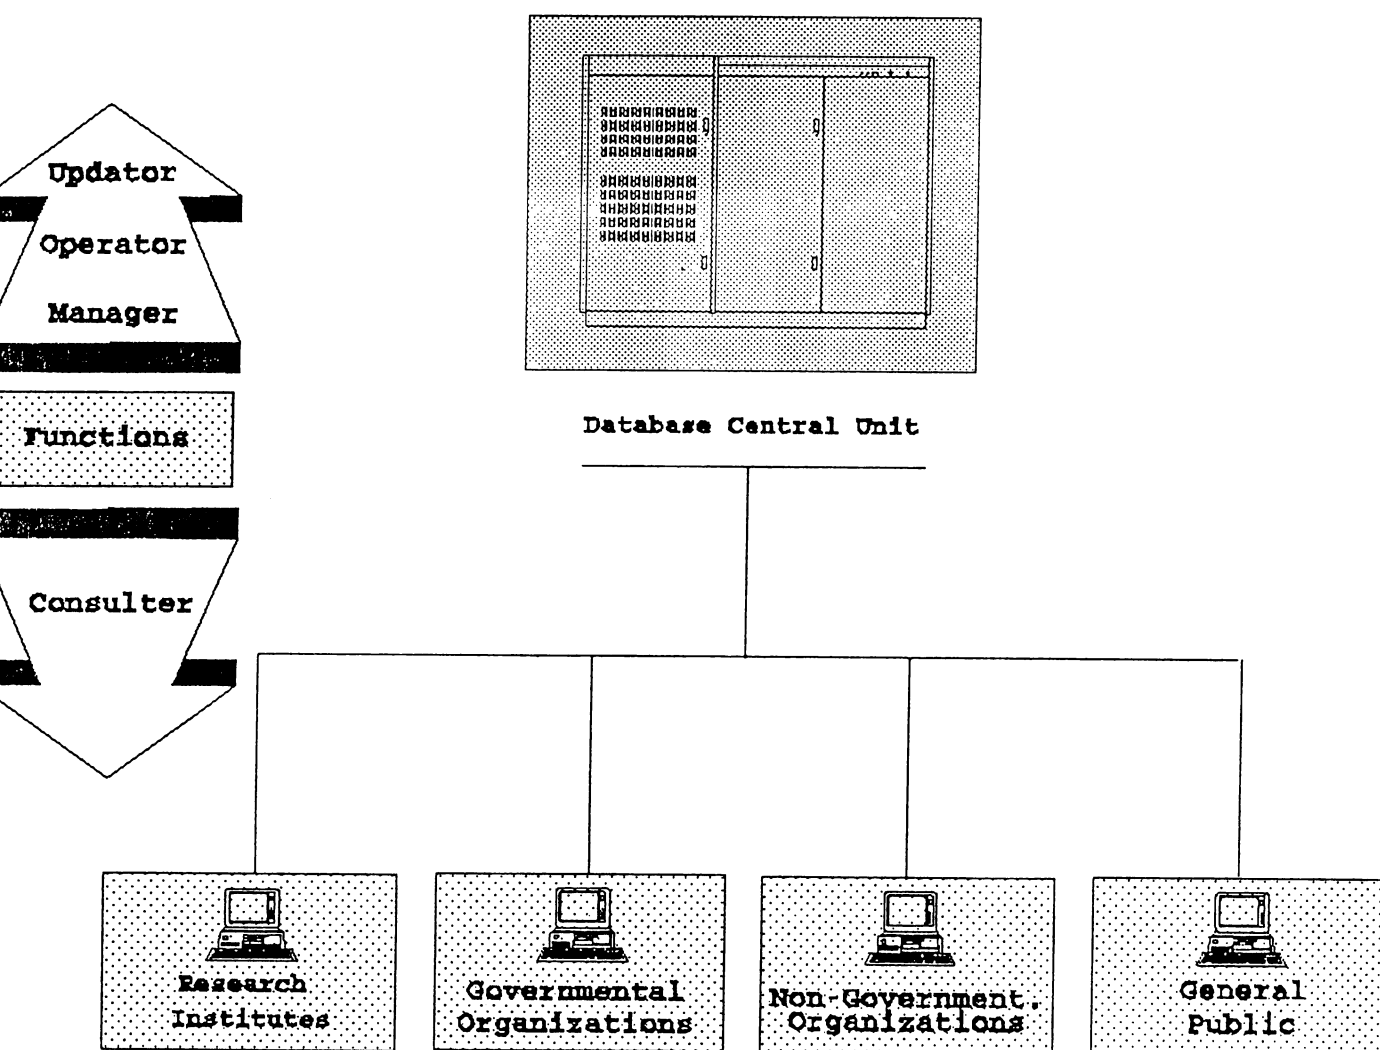 Updator
Operator
Manager
Functions
Consulter
Database Central Unit
Research
Institutes
Governmental
Organizations
Non-Government.
Organizations
General
Public